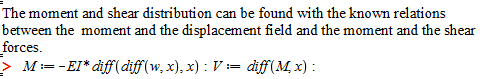 The moment and shear distribution can be found with the known relations
between the moment and the displacement field and the moment and the shear
forces.
> M := -EI*diff(diff(w, x), x) : V := diff(M, x) :